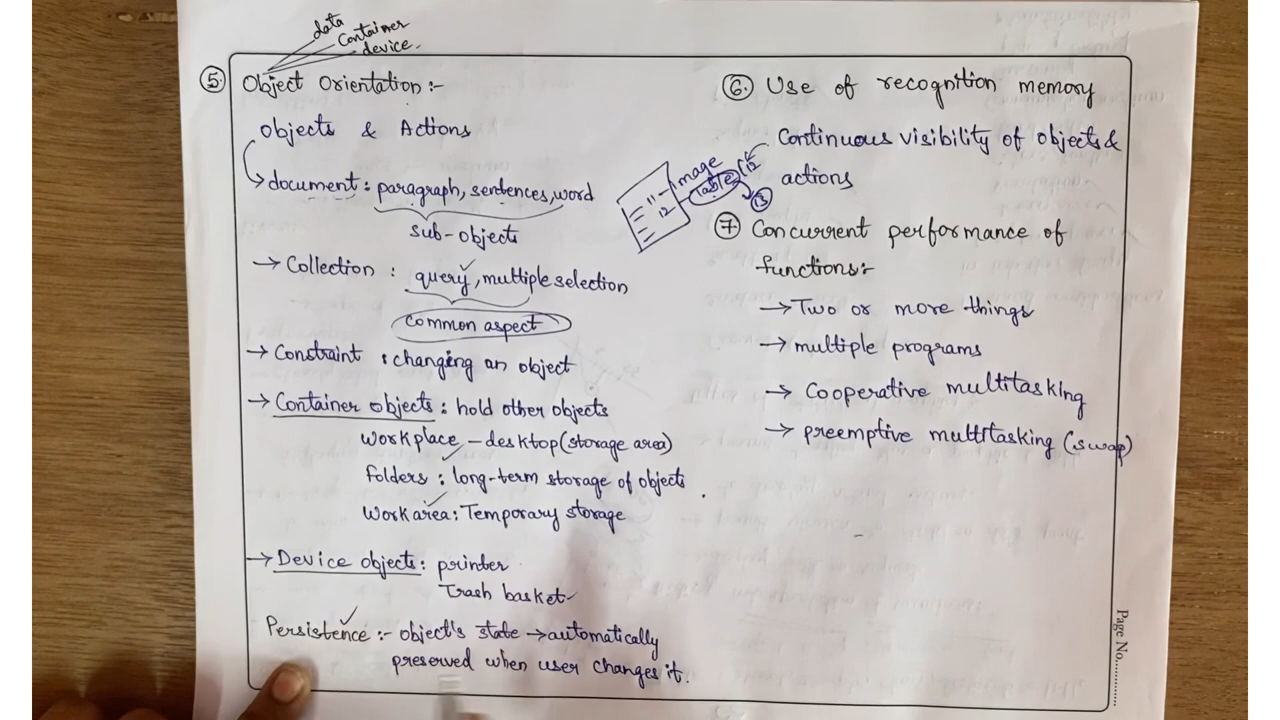 data
Container
device.
⑤ Object Orientation :-
objects & Actions
→ document : paragraph, sentences, word
sub-objects
→ Collection : query, multiple selection
common aspect
→ Constraint : changing an object
→ Container objects : hold other objects
Workplace - desktop (storage area)
Folders : long-term storage of objects
Work area : Temporary storage
→ Device objects : printer
Trash basket
Persistence :- object's state → automatically
preserved when user changes it.
⑥. Use of recognition memory
Continuous visibility of objects &
actions
image
table
12
12
⑬
⑦ Concurrent performance of
functions :-
→ Two or more things
→ multiple programs
→ Cooperative multitasking
→ preemptive multitasking (swap)
Page No.............